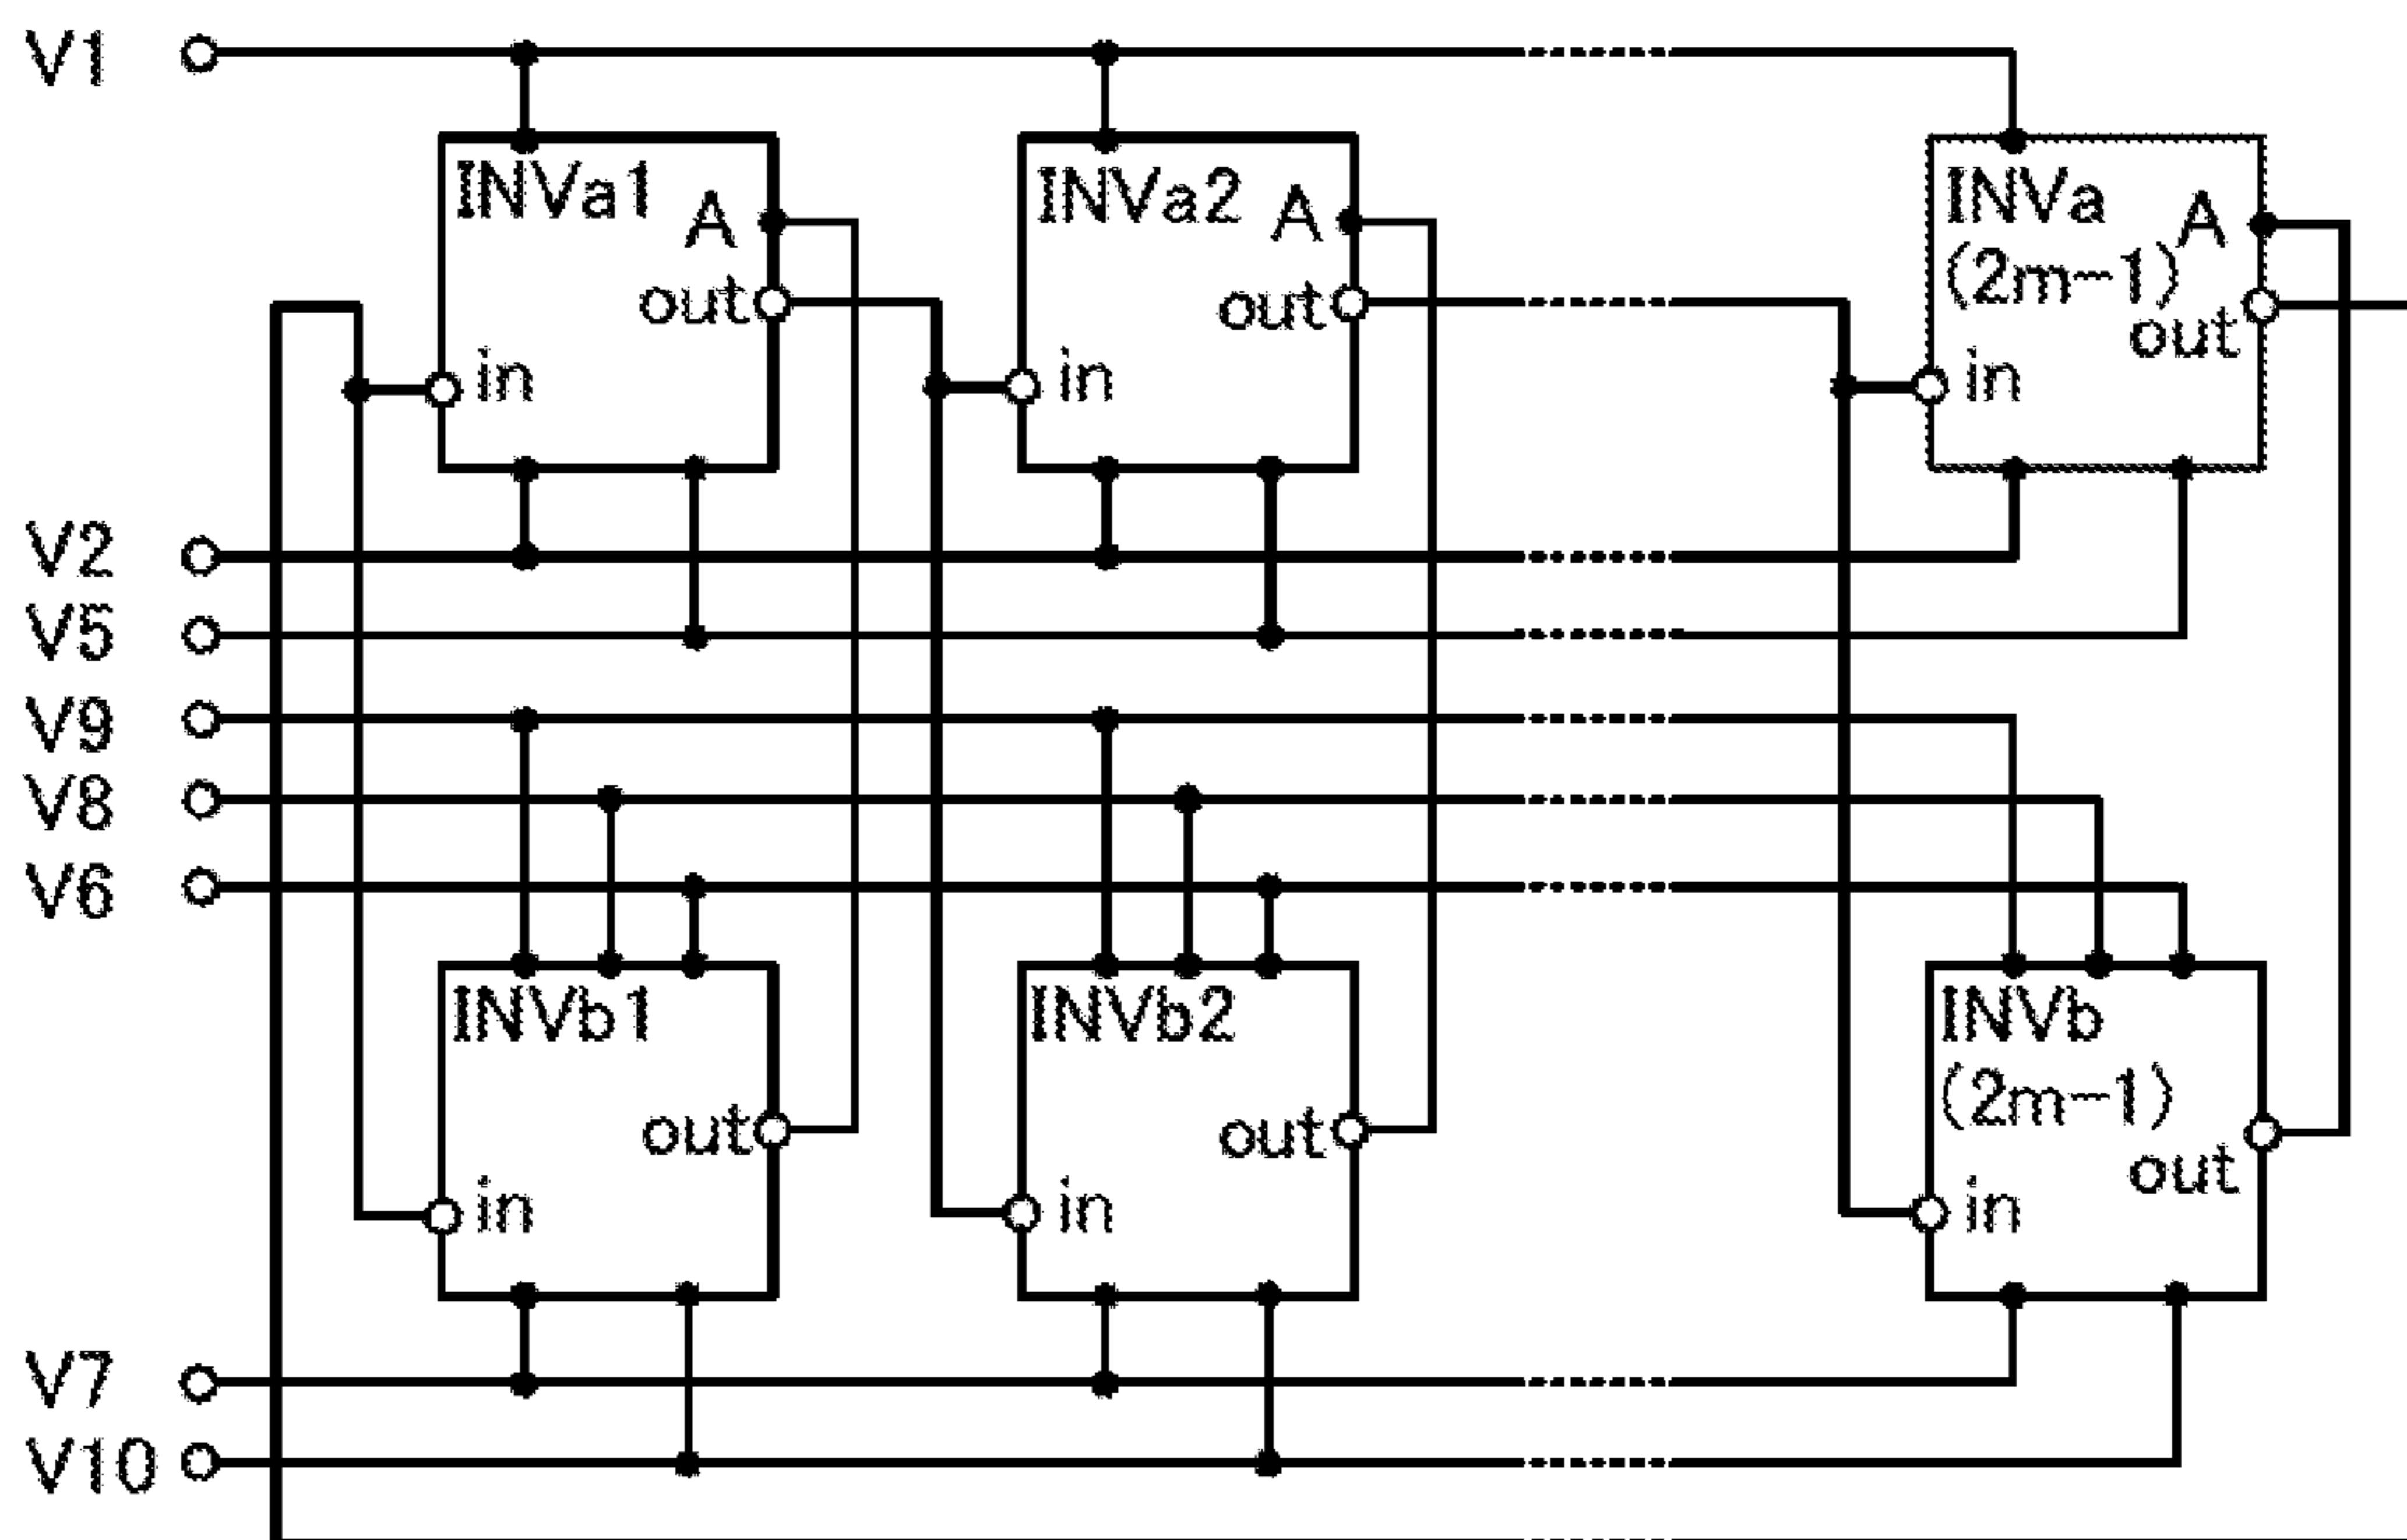 V1
INVa1
A
out
in
INVa2
A
out
in
INVa
(2m-1)
A
out
in
V2
V5
V9
V8
V6
INVb1
out
in
INVb2
out
in
INVb
(2m-1)
out
in
V7
V10